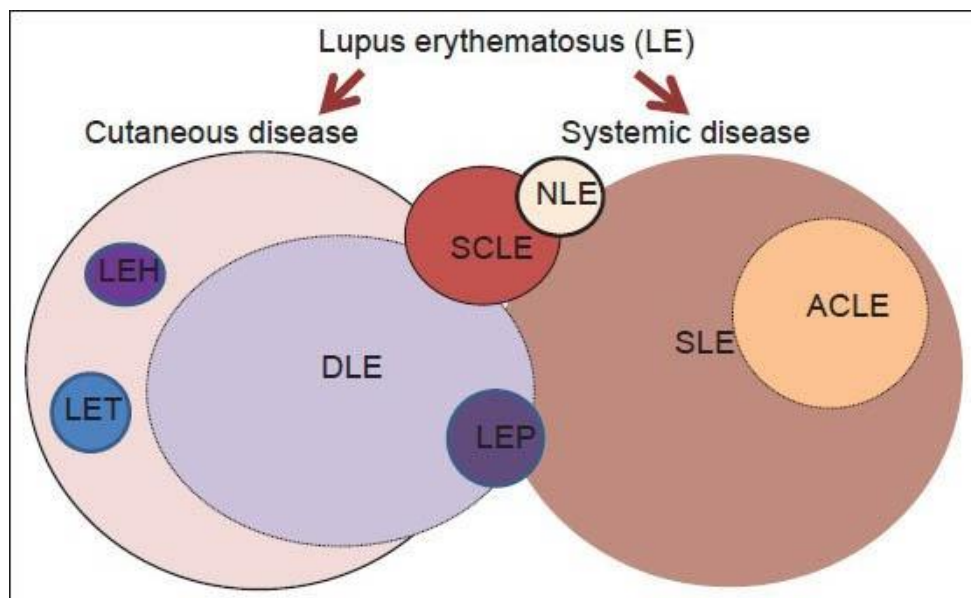 Lupus erythematosus (LE)
Cutaneous disease
Systemic disease
NLE
SCLE
LEH
ACLE
SLE
DLE
LET
LEP